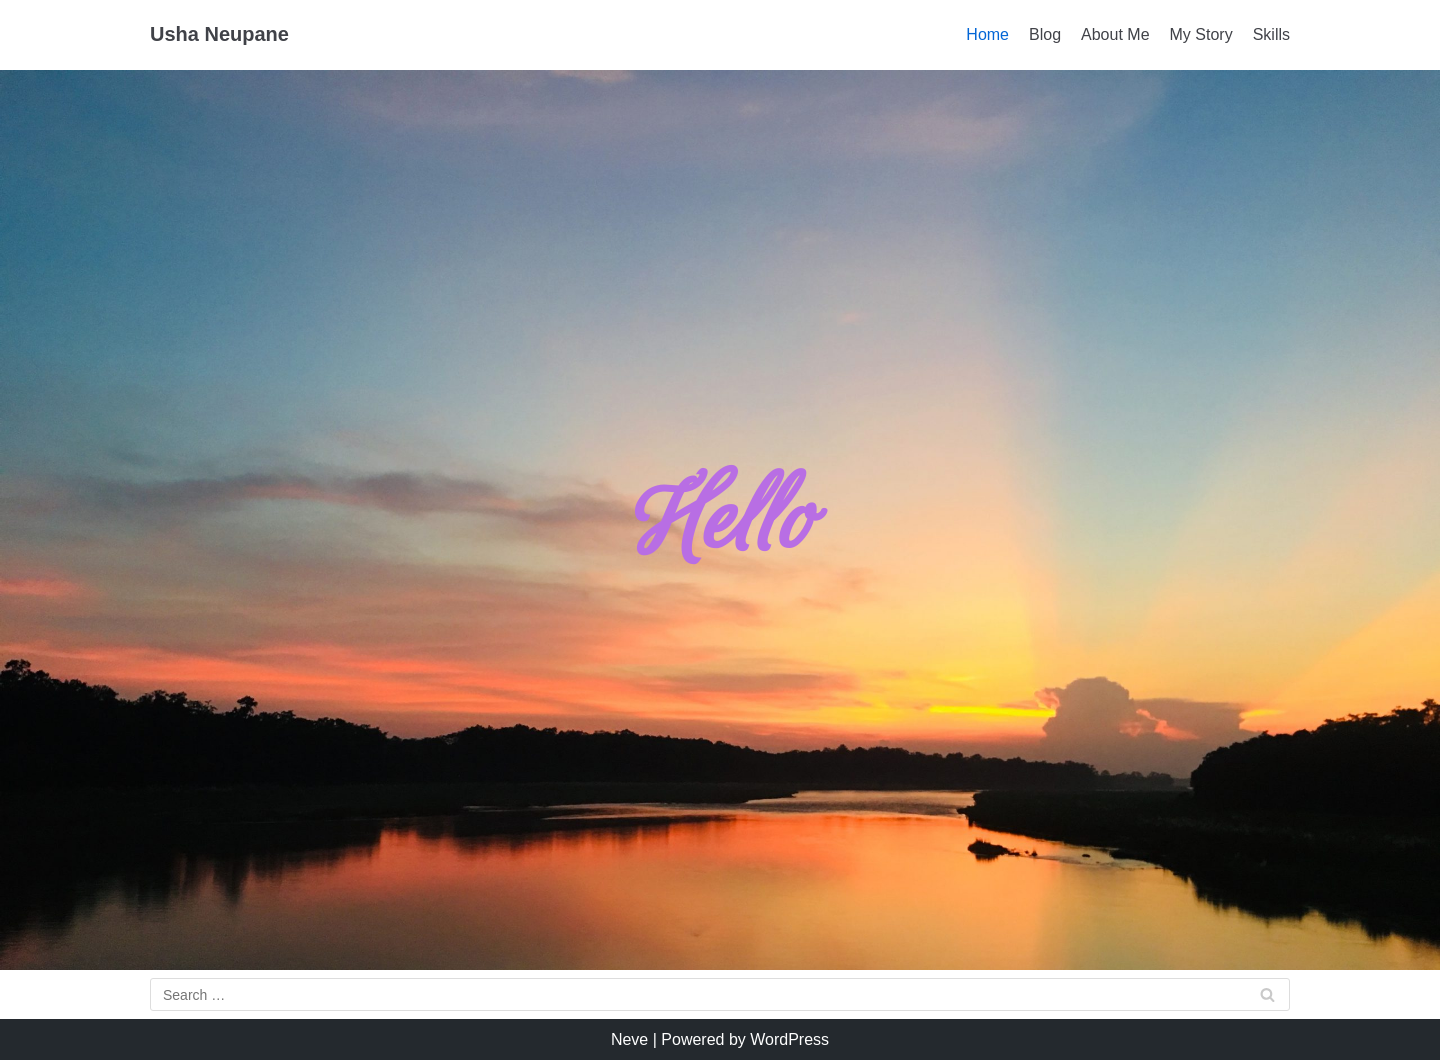 Usha Neupane
Home Blog About Me My Story Skills
Hello
Search …
Neve | Powered by WordPress